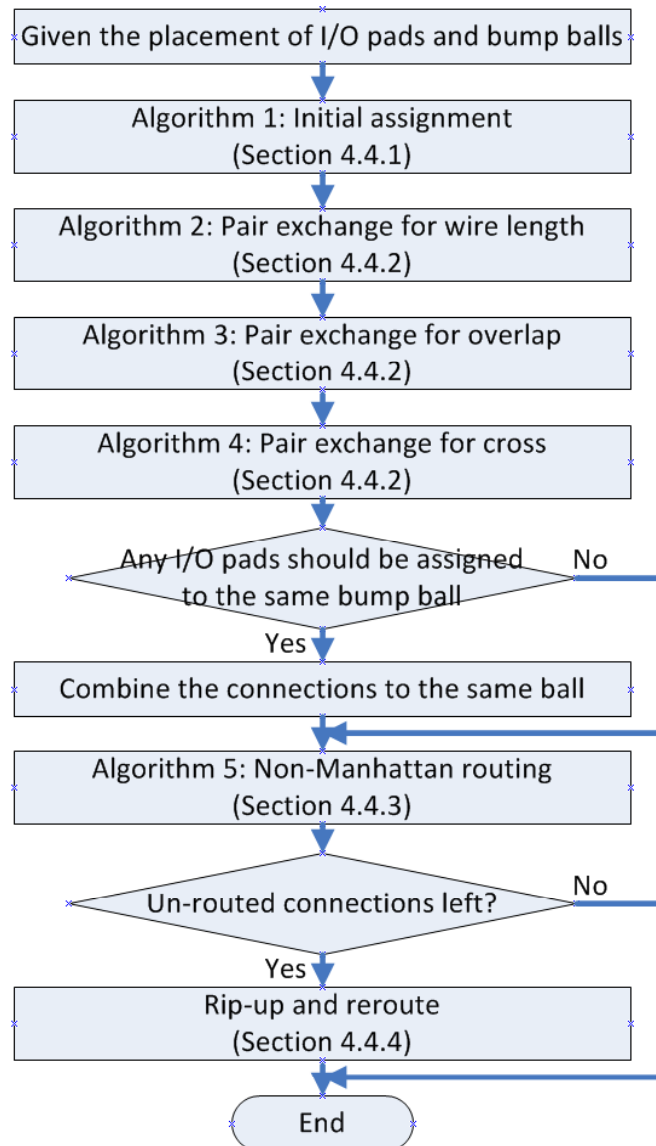 Given the placement of I/O pads and bump balls
Algorithm 1: Initial assignment
(Section 4.4.1)
Algorithm 2: Pair exchange for wire length
(Section 4.4.2)
Algorithm 3: Pair exchange for overlap
(Section 4.4.2)
Algorithm 4: Pair exchange for cross
(Section 4.4.2)
Any I/O pads should be assigned
to the same bump ball
No
Yes
Combine the connections to the same ball
Algorithm 5: Non-Manhattan routing
(Section 4.4.3)
Un-routed connections left?
No
Yes
Rip-up and reroute
(Section 4.4.4)
End